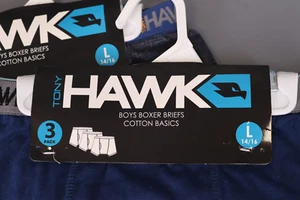 HAWK
BOYS BOXER BRIEFS
COTTON BASICS
L
14/16
TONY
HAWK
BOYS BOXER BRIEFS
COTTON BASICS
3
PACK
L
14/16